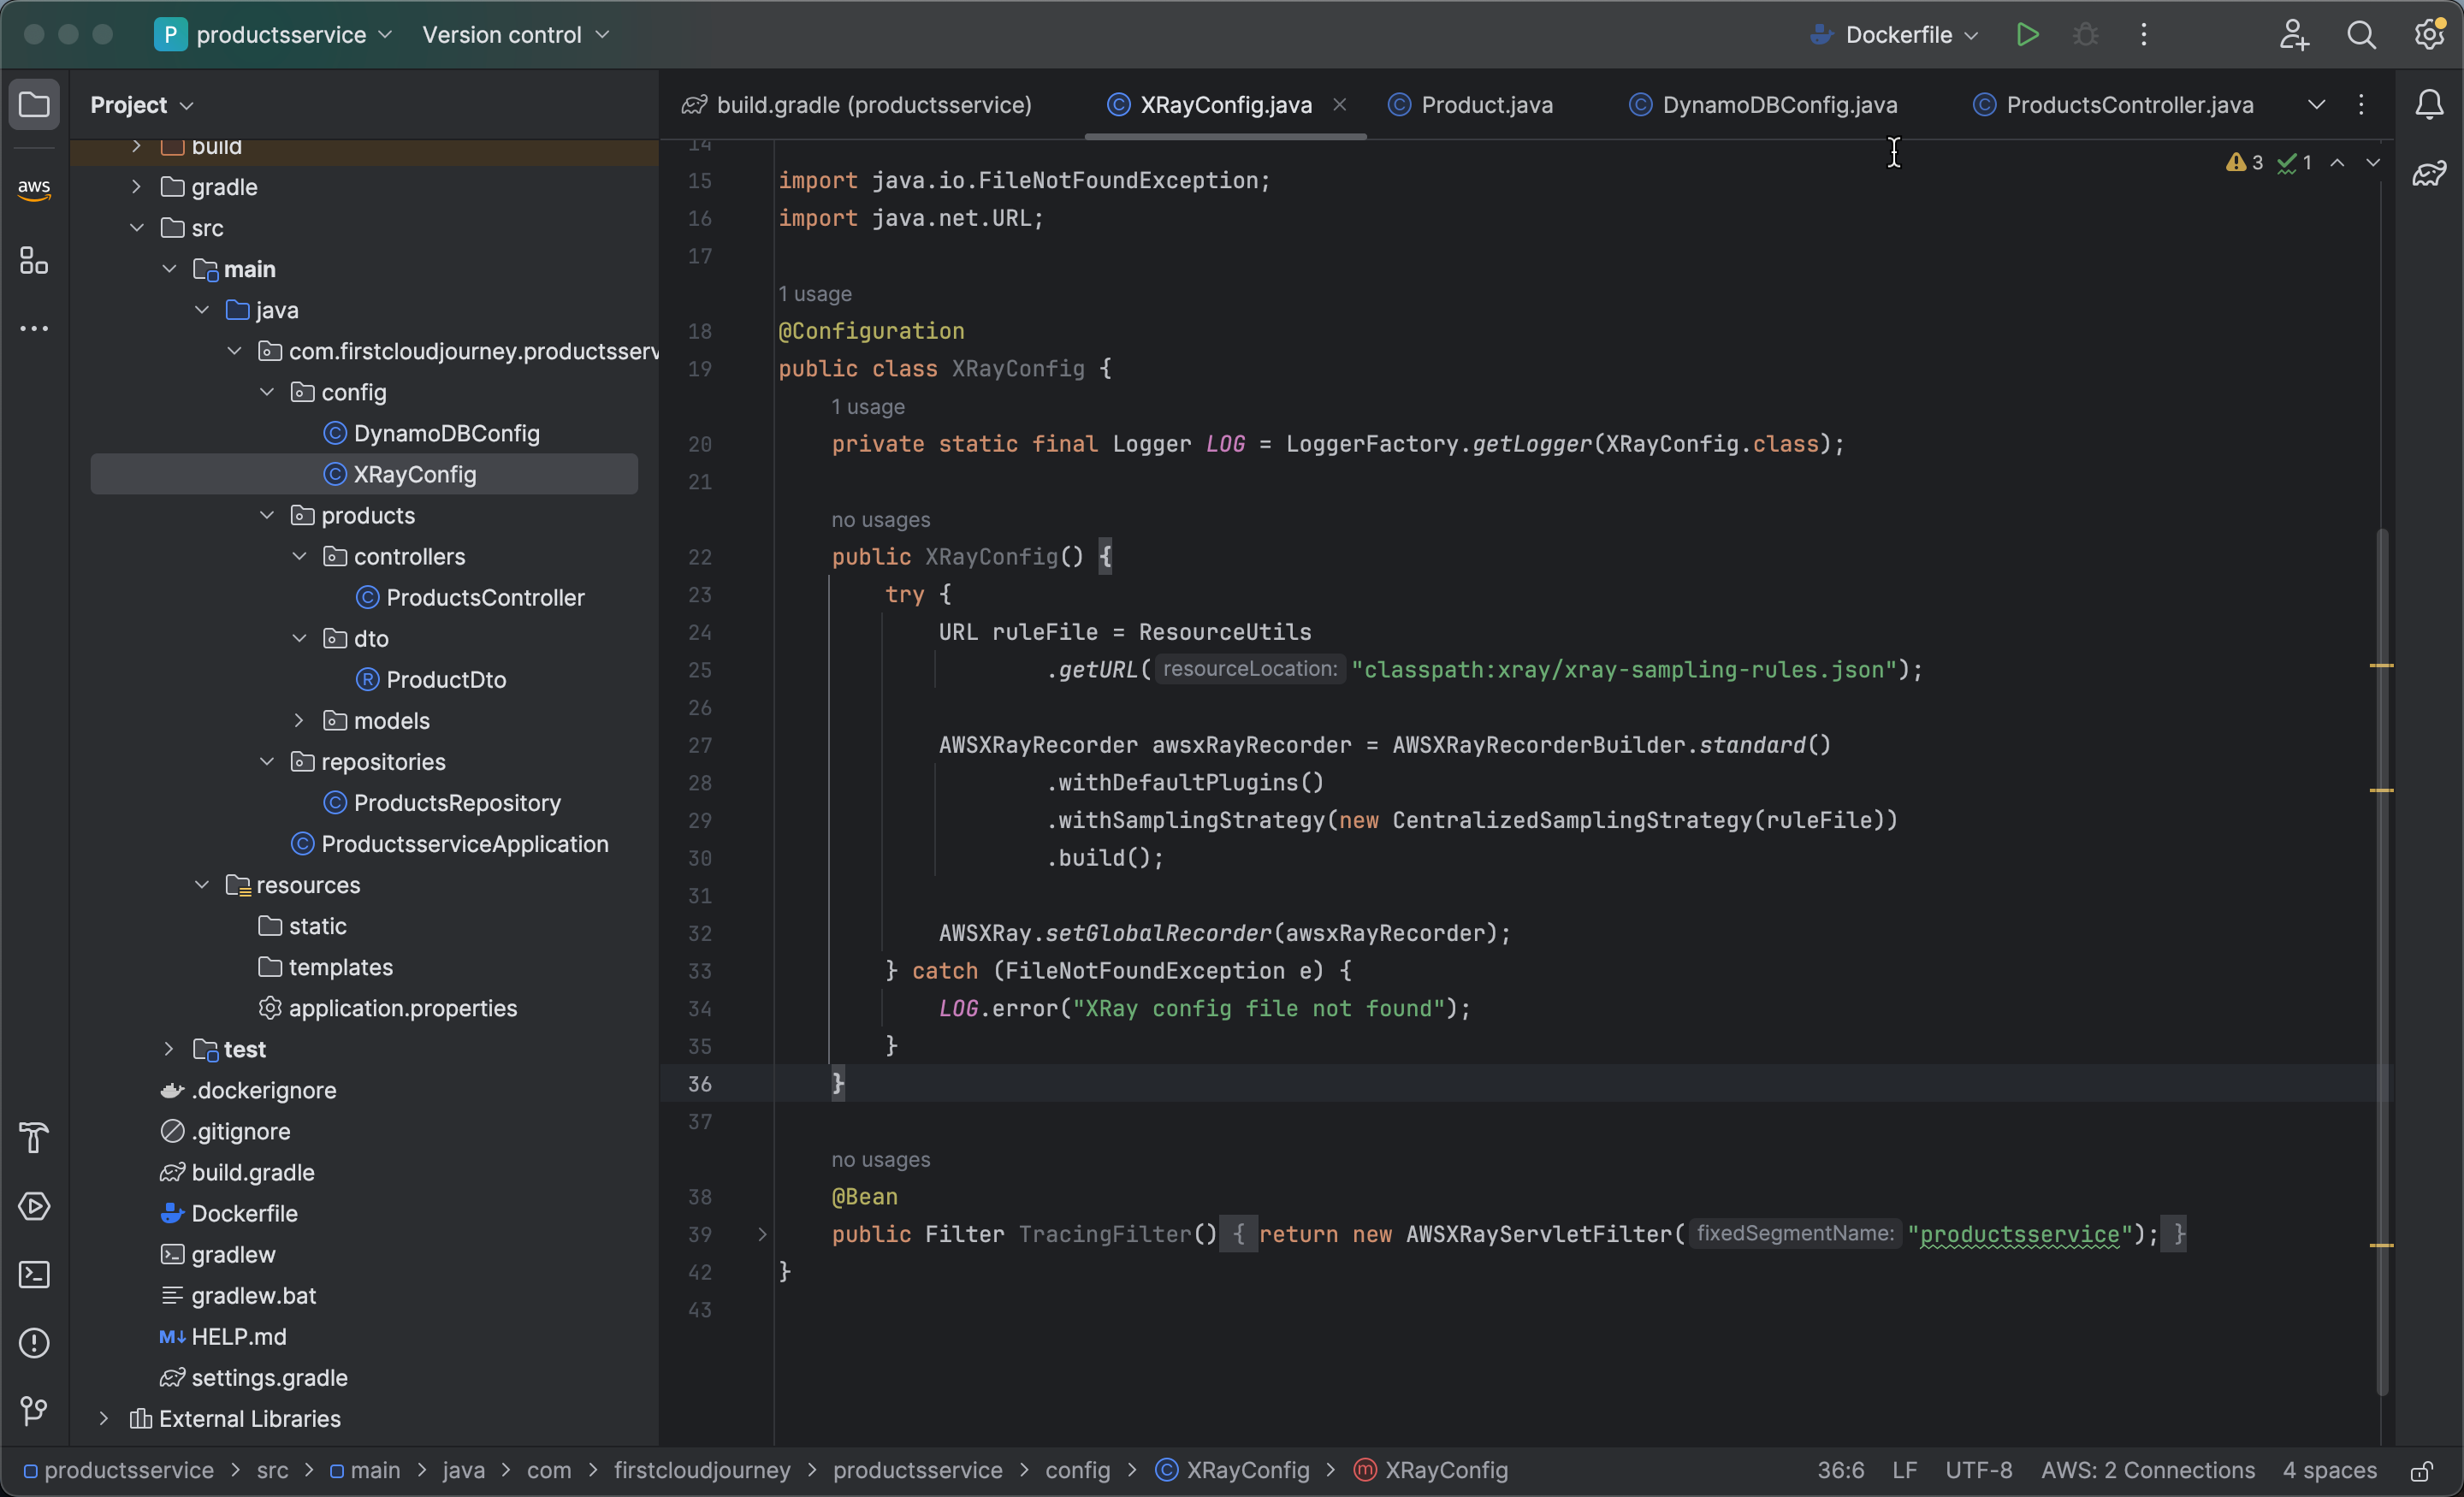 P productsservice Version control Dockerfile
Project
build
gradle
src
main
java
com.firstcloudjourney.productsserv
config
DynamoDBConfig
XRayConfig
products
controllers
ProductsController
dto
ProductDto
models
repositories
ProductsRepository
ProductsserviceApplication
resources
static
templates
application.properties
test
.dockerignore
.gitignore
build.gradle
Dockerfile
gradlew
gradlew.bat
M↓ HELP.md
settings.gradle
External Libraries
aws
build.gradle (productsservice) XRayConfig.java Product.java DynamoDBConfig.java ProductsController.java
3 1
14
15 import java.io.FileNotFoundException;
16 import java.net.URL;
17
1 usage
18 @Configuration
19 public class XRayConfig {
1 usage
20 private static final Logger LOG = LoggerFactory.getLogger(XRayConfig.class);
21
no usages
22 public XRayConfig() {
23 try {
24 URL ruleFile = ResourceUtils
25 .getURL( resourceLocation: "classpath:xray/xray-sampling-rules.json");
26
27 AWSXRayRecorder awsxRayRecorder = AWSXRayRecorderBuilder.standard()
28 .withDefaultPlugins()
29 .withSamplingStrategy(new CentralizedSamplingStrategy(ruleFile))
30 .build();
31
32 AWSXRay.setGlobalRecorder(awsxRayRecorder);
33 } catch (FileNotFoundException e) {
34 LOG.error("XRay config file not found");
35 }
36 }
37
no usages
38 @Bean
39 public Filter TracingFilter() { return new AWSXRayServletFilter( fixedSegmentName: "productsservice"); }
42 }
43
productsservice > src > main > java > com > firstcloudjourney > productsservice > config > XRayConfig > XRayConfig 36:6 LF UTF-8 AWS: 2 Connections 4 spaces